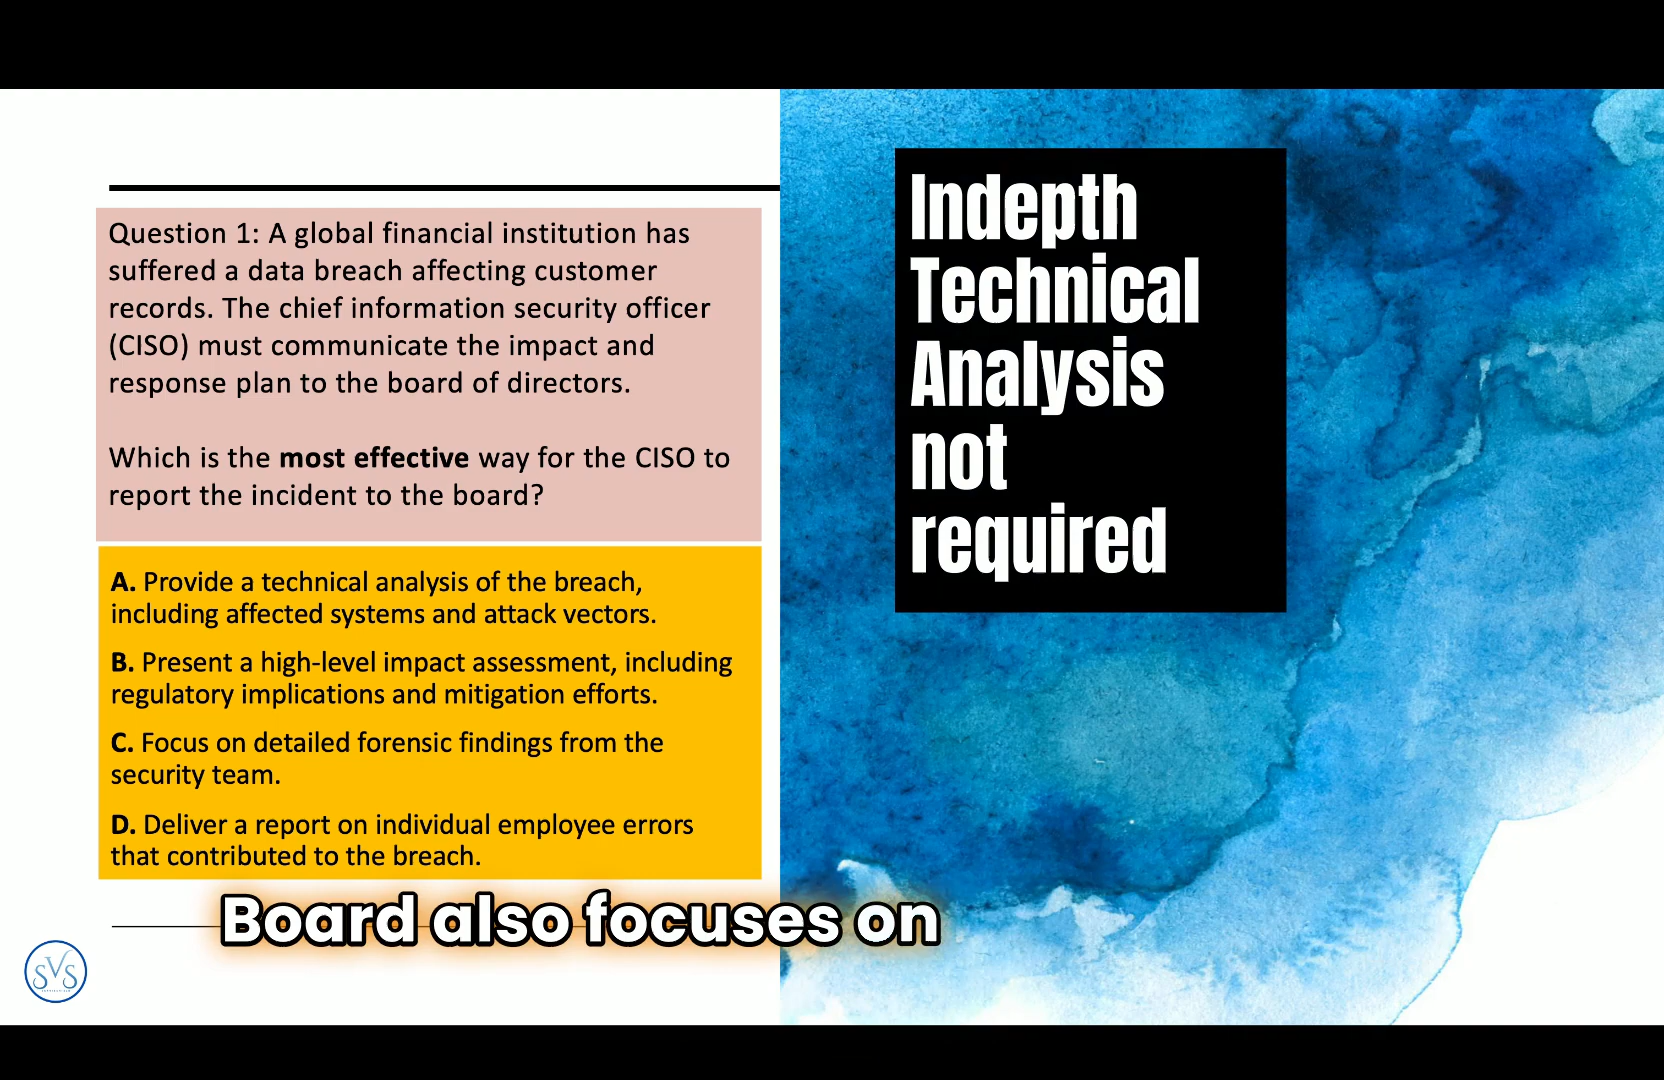 Question 1: A global financial institution has
suffered a data breach affecting customer
records. The chief information security officer
(CISO) must communicate the impact and
response plan to the board of directors.
Which is the most effective way for the CISO to
report the incident to the board?
A. Provide a technical analysis of the breach,
including affected systems and attack vectors.
B. Present a high-level impact assessment, including
regulatory implications and mitigation efforts.
C. Focus on detailed forensic findings from the
security team.
D. Deliver a report on individual employee errors
that contributed to the breach.
Indepth
Technical
Analysis
not
required
Board also focuses on
SVS